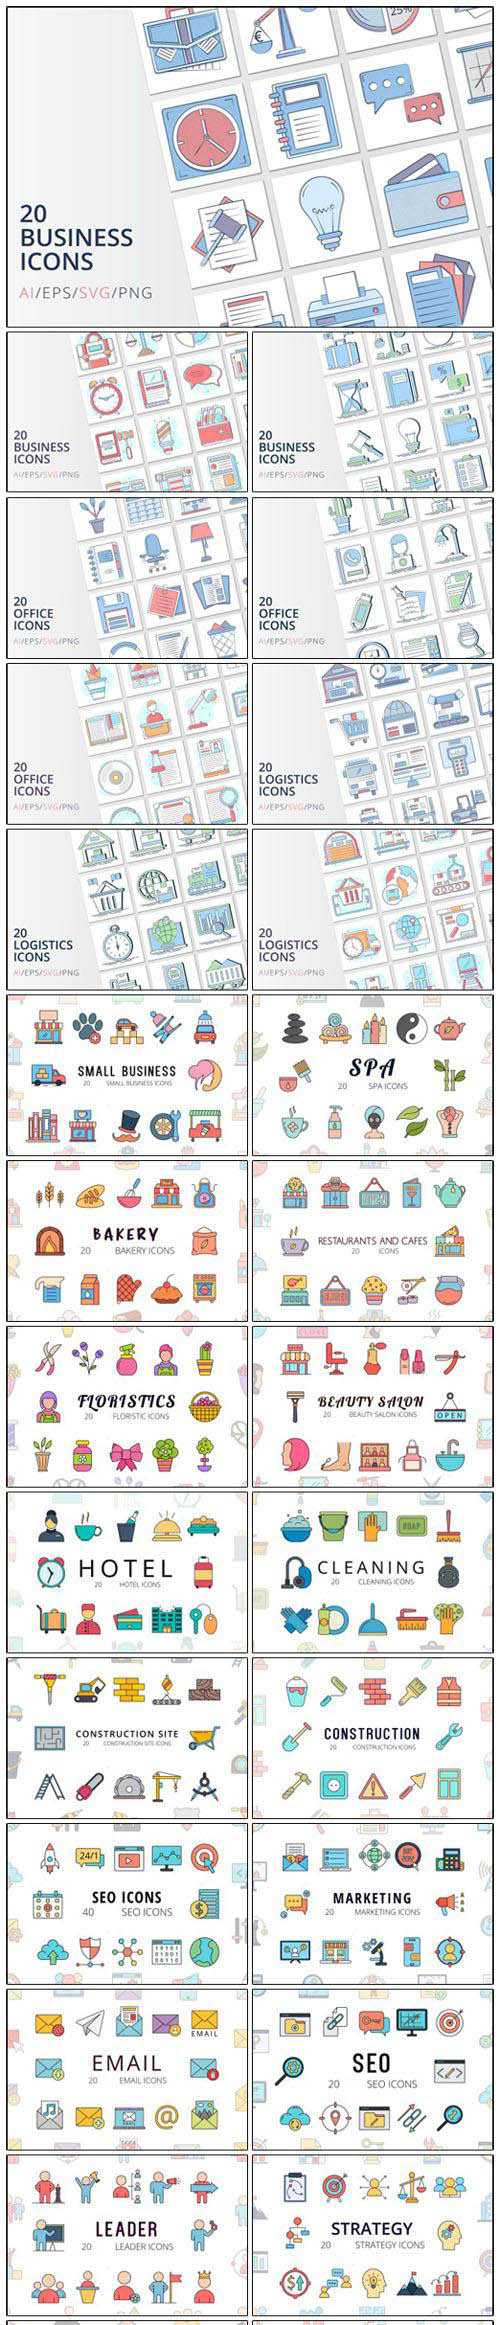 25%
20
BUSINESS
ICONS
AI/EPS/SVG/PNG
20
BUSINESS
ICONS
AI/EPS/SVG/PNG
20
BUSINESS
ICONS
AI/EPS/SVG/PNG
20
OFFICE
ICONS
AI/EPS/SVG/PNG
20
OFFICE
ICONS
AI/EPS/SVG/PNG
20
OFFICE
ICONS
AI/EPS/SVG/PNG
20
LOGISTICS
ICONS
AI/EPS/SVG/PNG
20
LOGISTICS
ICONS
AI/EPS/SVG/PNG
20
LOGISTICS
ICONS
AI/EPS/SVG/PNG
SMALL BUSINESS
20 SMALL BUSINESS ICONS
SPA
20 SPA ICONS
BAKERY
20 BAKERY ICONS
RESTAURANTS AND CAFES
20 ICONS
FLORISTICS
20 FLORISTIC ICONS
BEAUTY SALON
20 BEAUTY SALON ICONS
OPEN
HOTEL
20 HOTEL ICONS
SOAP
CLEANING
20 CLEANING ICONS
CONSTRUCTION SITE
20 CONSTRUCTION SITE ICONS
CONSTRUCTION
20 CONSTRUCTION ICONS
24/1
SEO ICONS
40 SEO ICONS
MARKETING
20 MARKETING ICONS
EMAIL
EMAIL
20 EMAIL ICONS
SEO
20 SEO ICONS
LEADER
20 LEADER ICONS
STRATEGY
20 STRATEGY ICONS